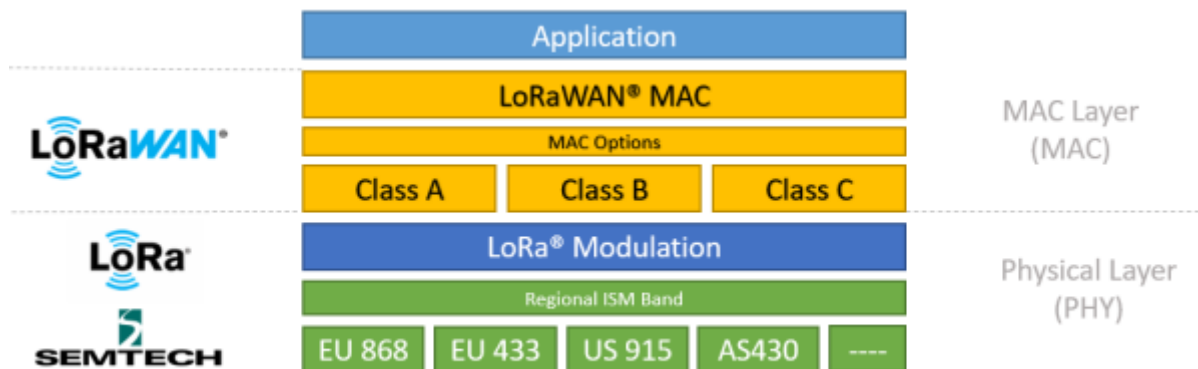 Application
LoRaWAN®
LoRaWAN® MAC
MAC Options
Class A Class B Class C
MAC Layer
(MAC)
LoRa®
SEMTECH
LoRa® Modulation
Regional ISM Band
EU 868 EU 433 US 915 AS430 ----
Physical Layer
(PHY)